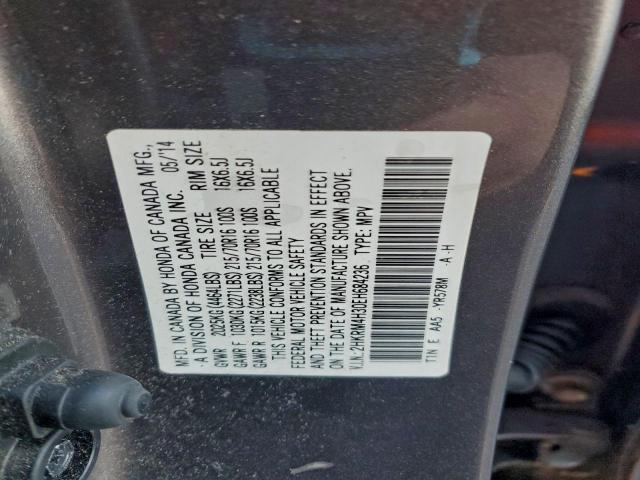 MFD. IN CANADA BY HONDA OF CANADA MFG.,
- A DIVISION OF HONDA CANADA INC. 05/'14
GVWR 2025KG (4464LBS) TIRE SIZE RIM SIZE
GAWR F 1030KG (2271LBS) 215/70R16 100S 16X6.5J
GAWR R 1015KG (2238LBS) 215/70R16 100S 16X6.5J
THIS VEHICLE CONFORMS TO ALL APPLICABLE
FEDERAL MOTOR VEHICLE SAFETY
AND THEFT PREVENTION STANDARDS IN EFFECT
ON THE DATE OF MANUFACTURE SHOWN ABOVE.
V.I.N.: 2HKRM4H30EH684236 TYPE: MPV
TTN E AA5 -YR578M -A-H